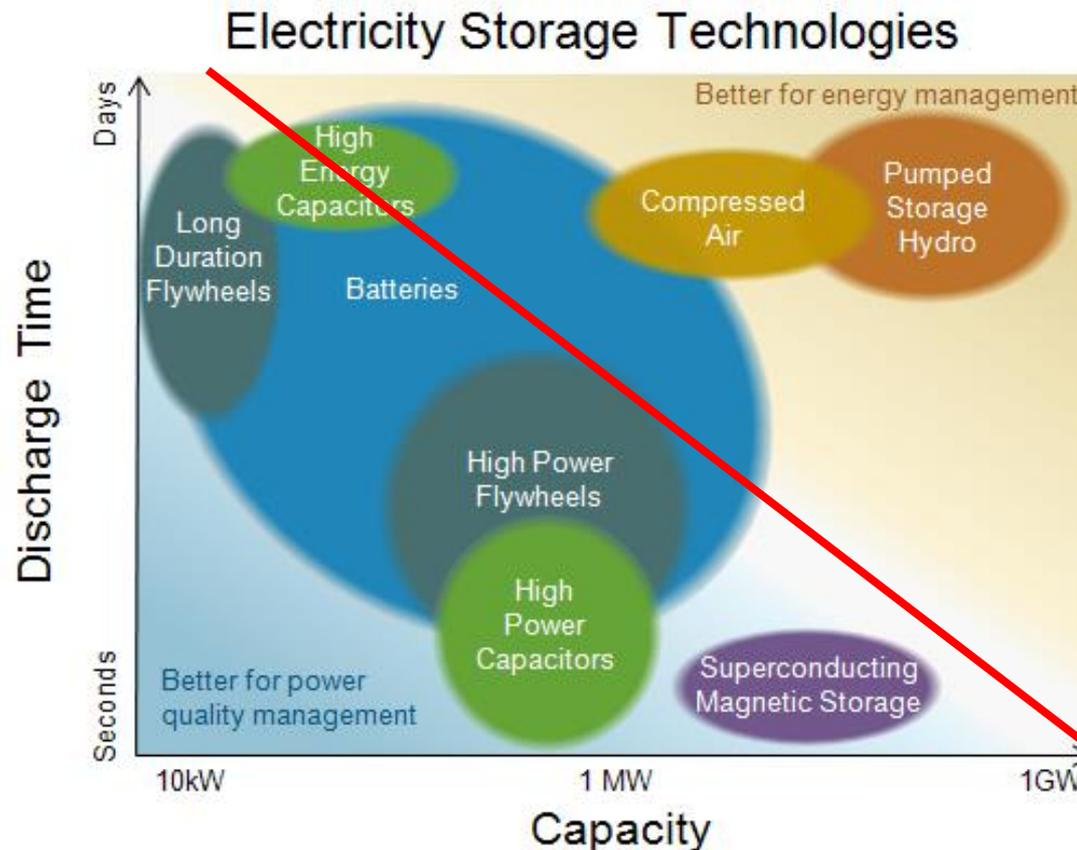 Electricity Storage Technologies
Days
Better for energy management
High
Energy
Capacitors
Long
Duration
Flywheels
Compressed
Air
Pumped
Storage
Hydro
Batteries
Discharge Time
High Power
Flywheels
High
Power
Capacitors
Superconducting
Magnetic Storage
Better for power
quality management
Seconds
10kW
1 MW
1GW
Capacity